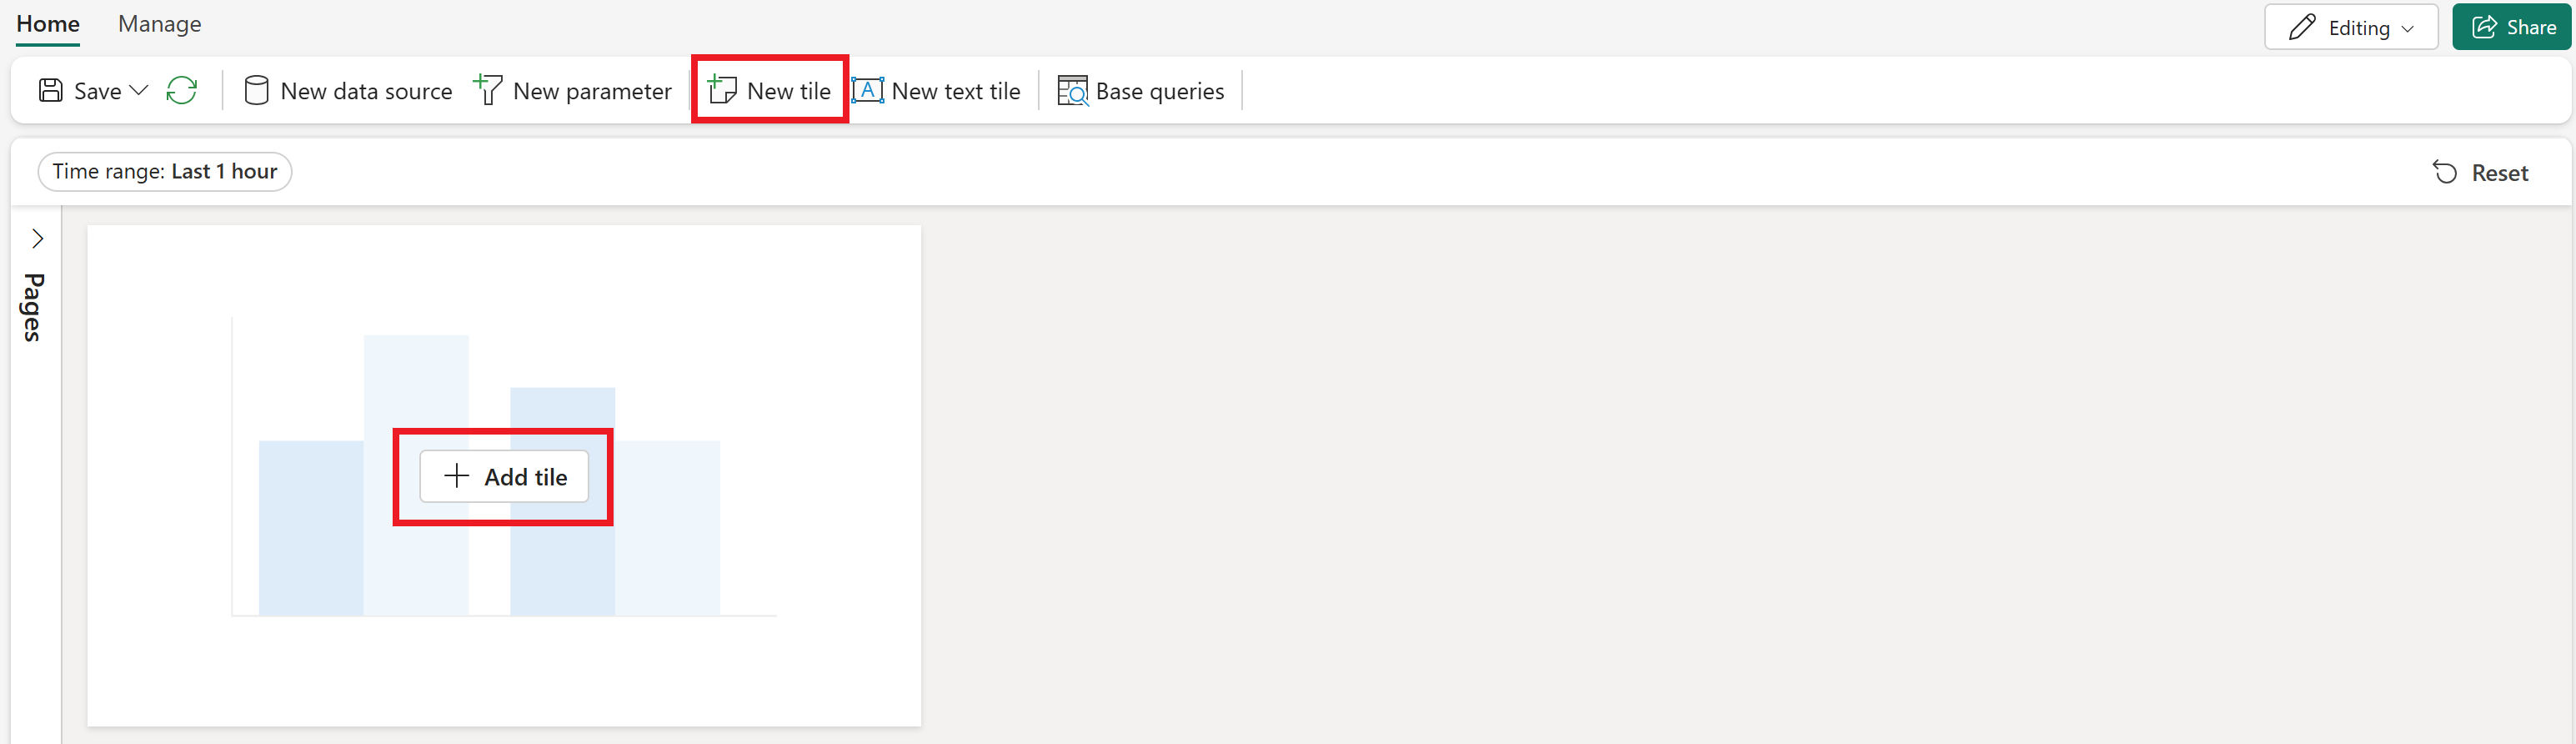 Home Manage Editing Share
Save New data source New parameter New tile New text tile Base queries
Time range: Last 1 hour Reset
Pages
Add tile